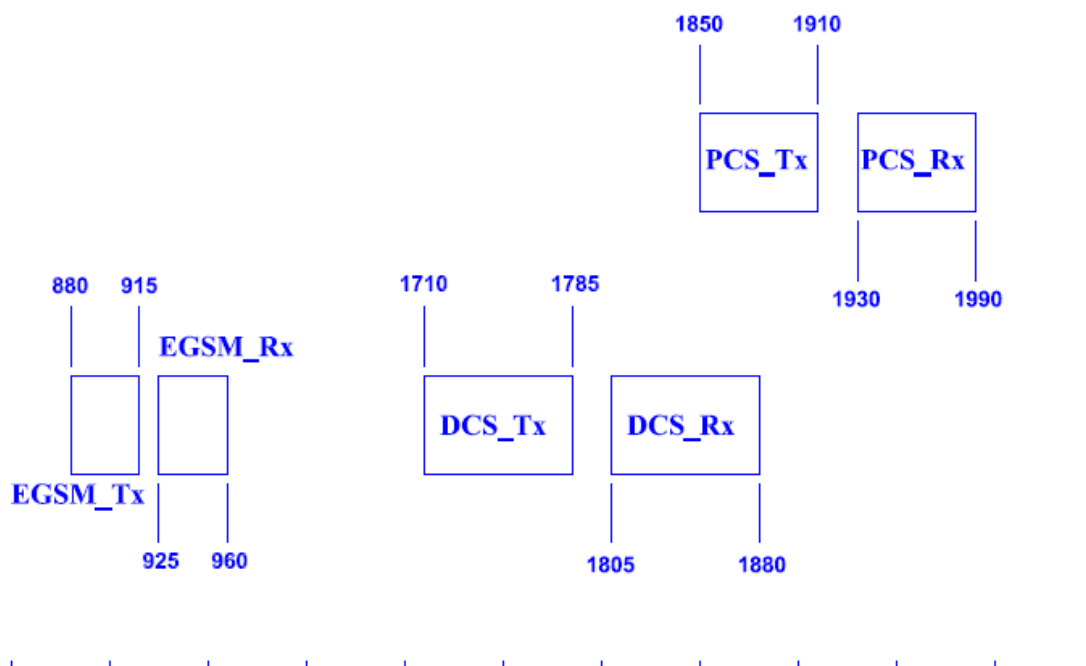 1850 1910
PCS_Tx PCS_Rx
1930 1990
880 915 1710 1785
EGSM_Rx
DCS_Tx DCS_Rx
EGSM_Tx
925 960 1805 1880